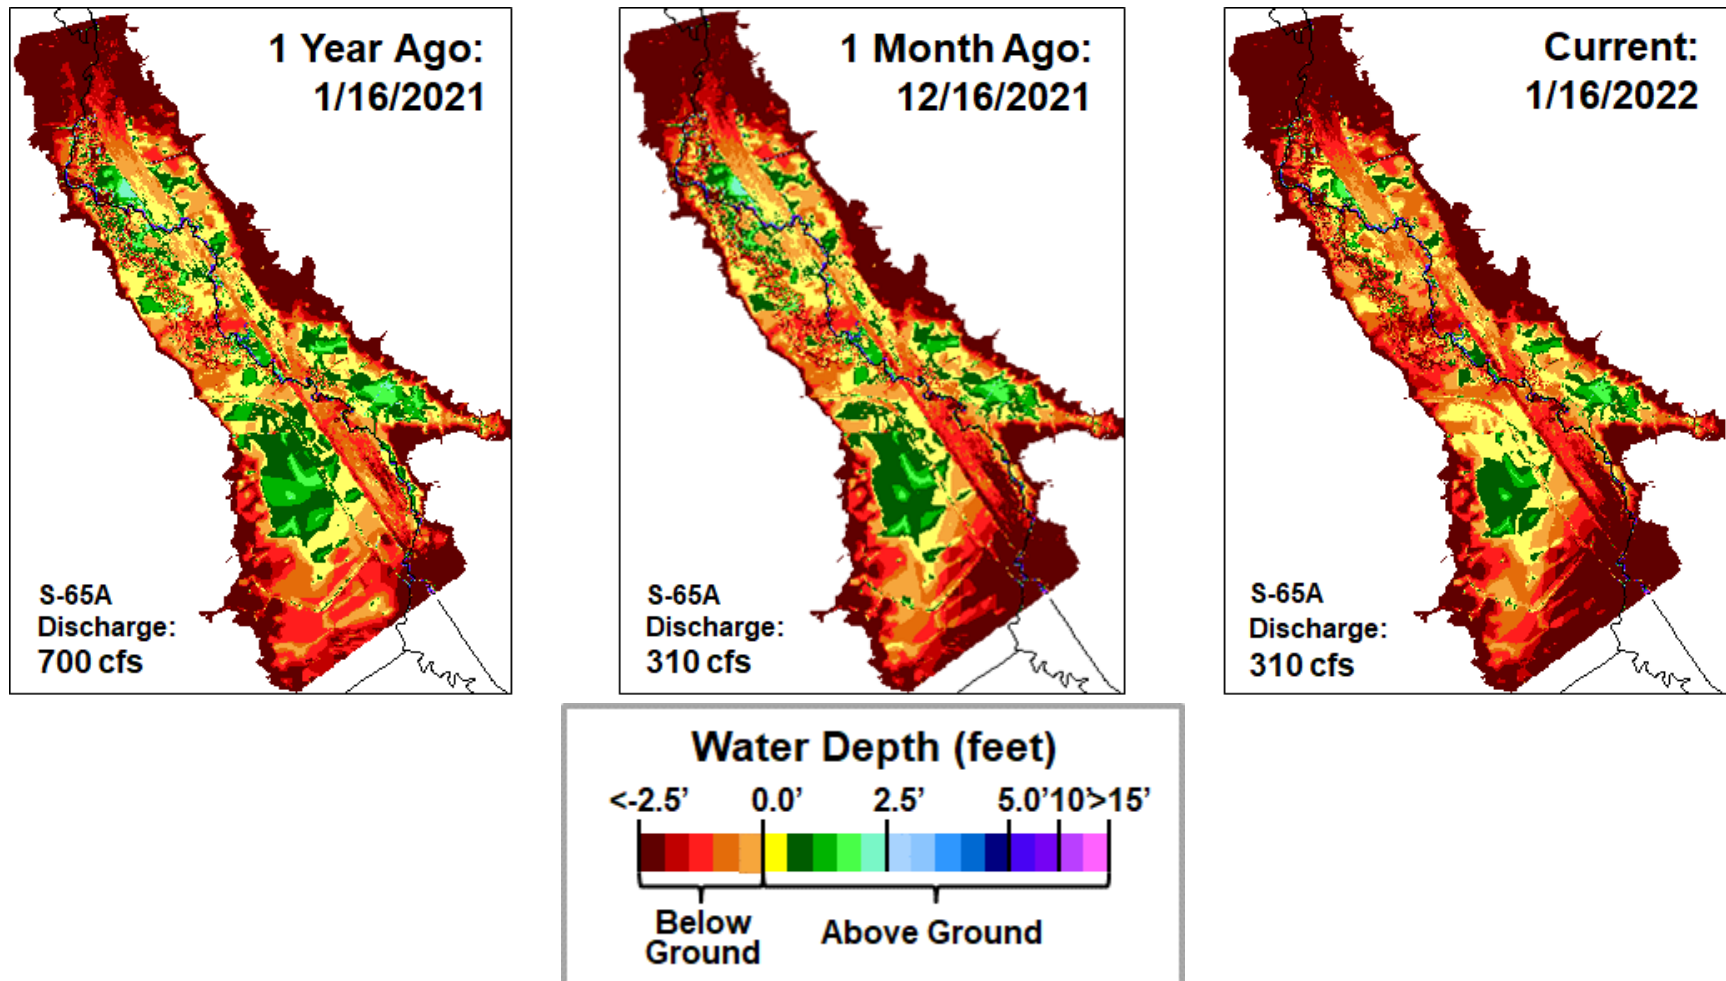 1 Year Ago:
1/16/2021
S-65A
Discharge:
700 cfs
1 Month Ago:
12/16/2021
S-65A
Discharge:
310 cfs
Current:
1/16/2022
S-65A
Discharge:
310 cfs
Water Depth (feet)
<-2.5’ 0.0’ 2.5’ 5.0’10’>15’
Below
Ground
Above Ground